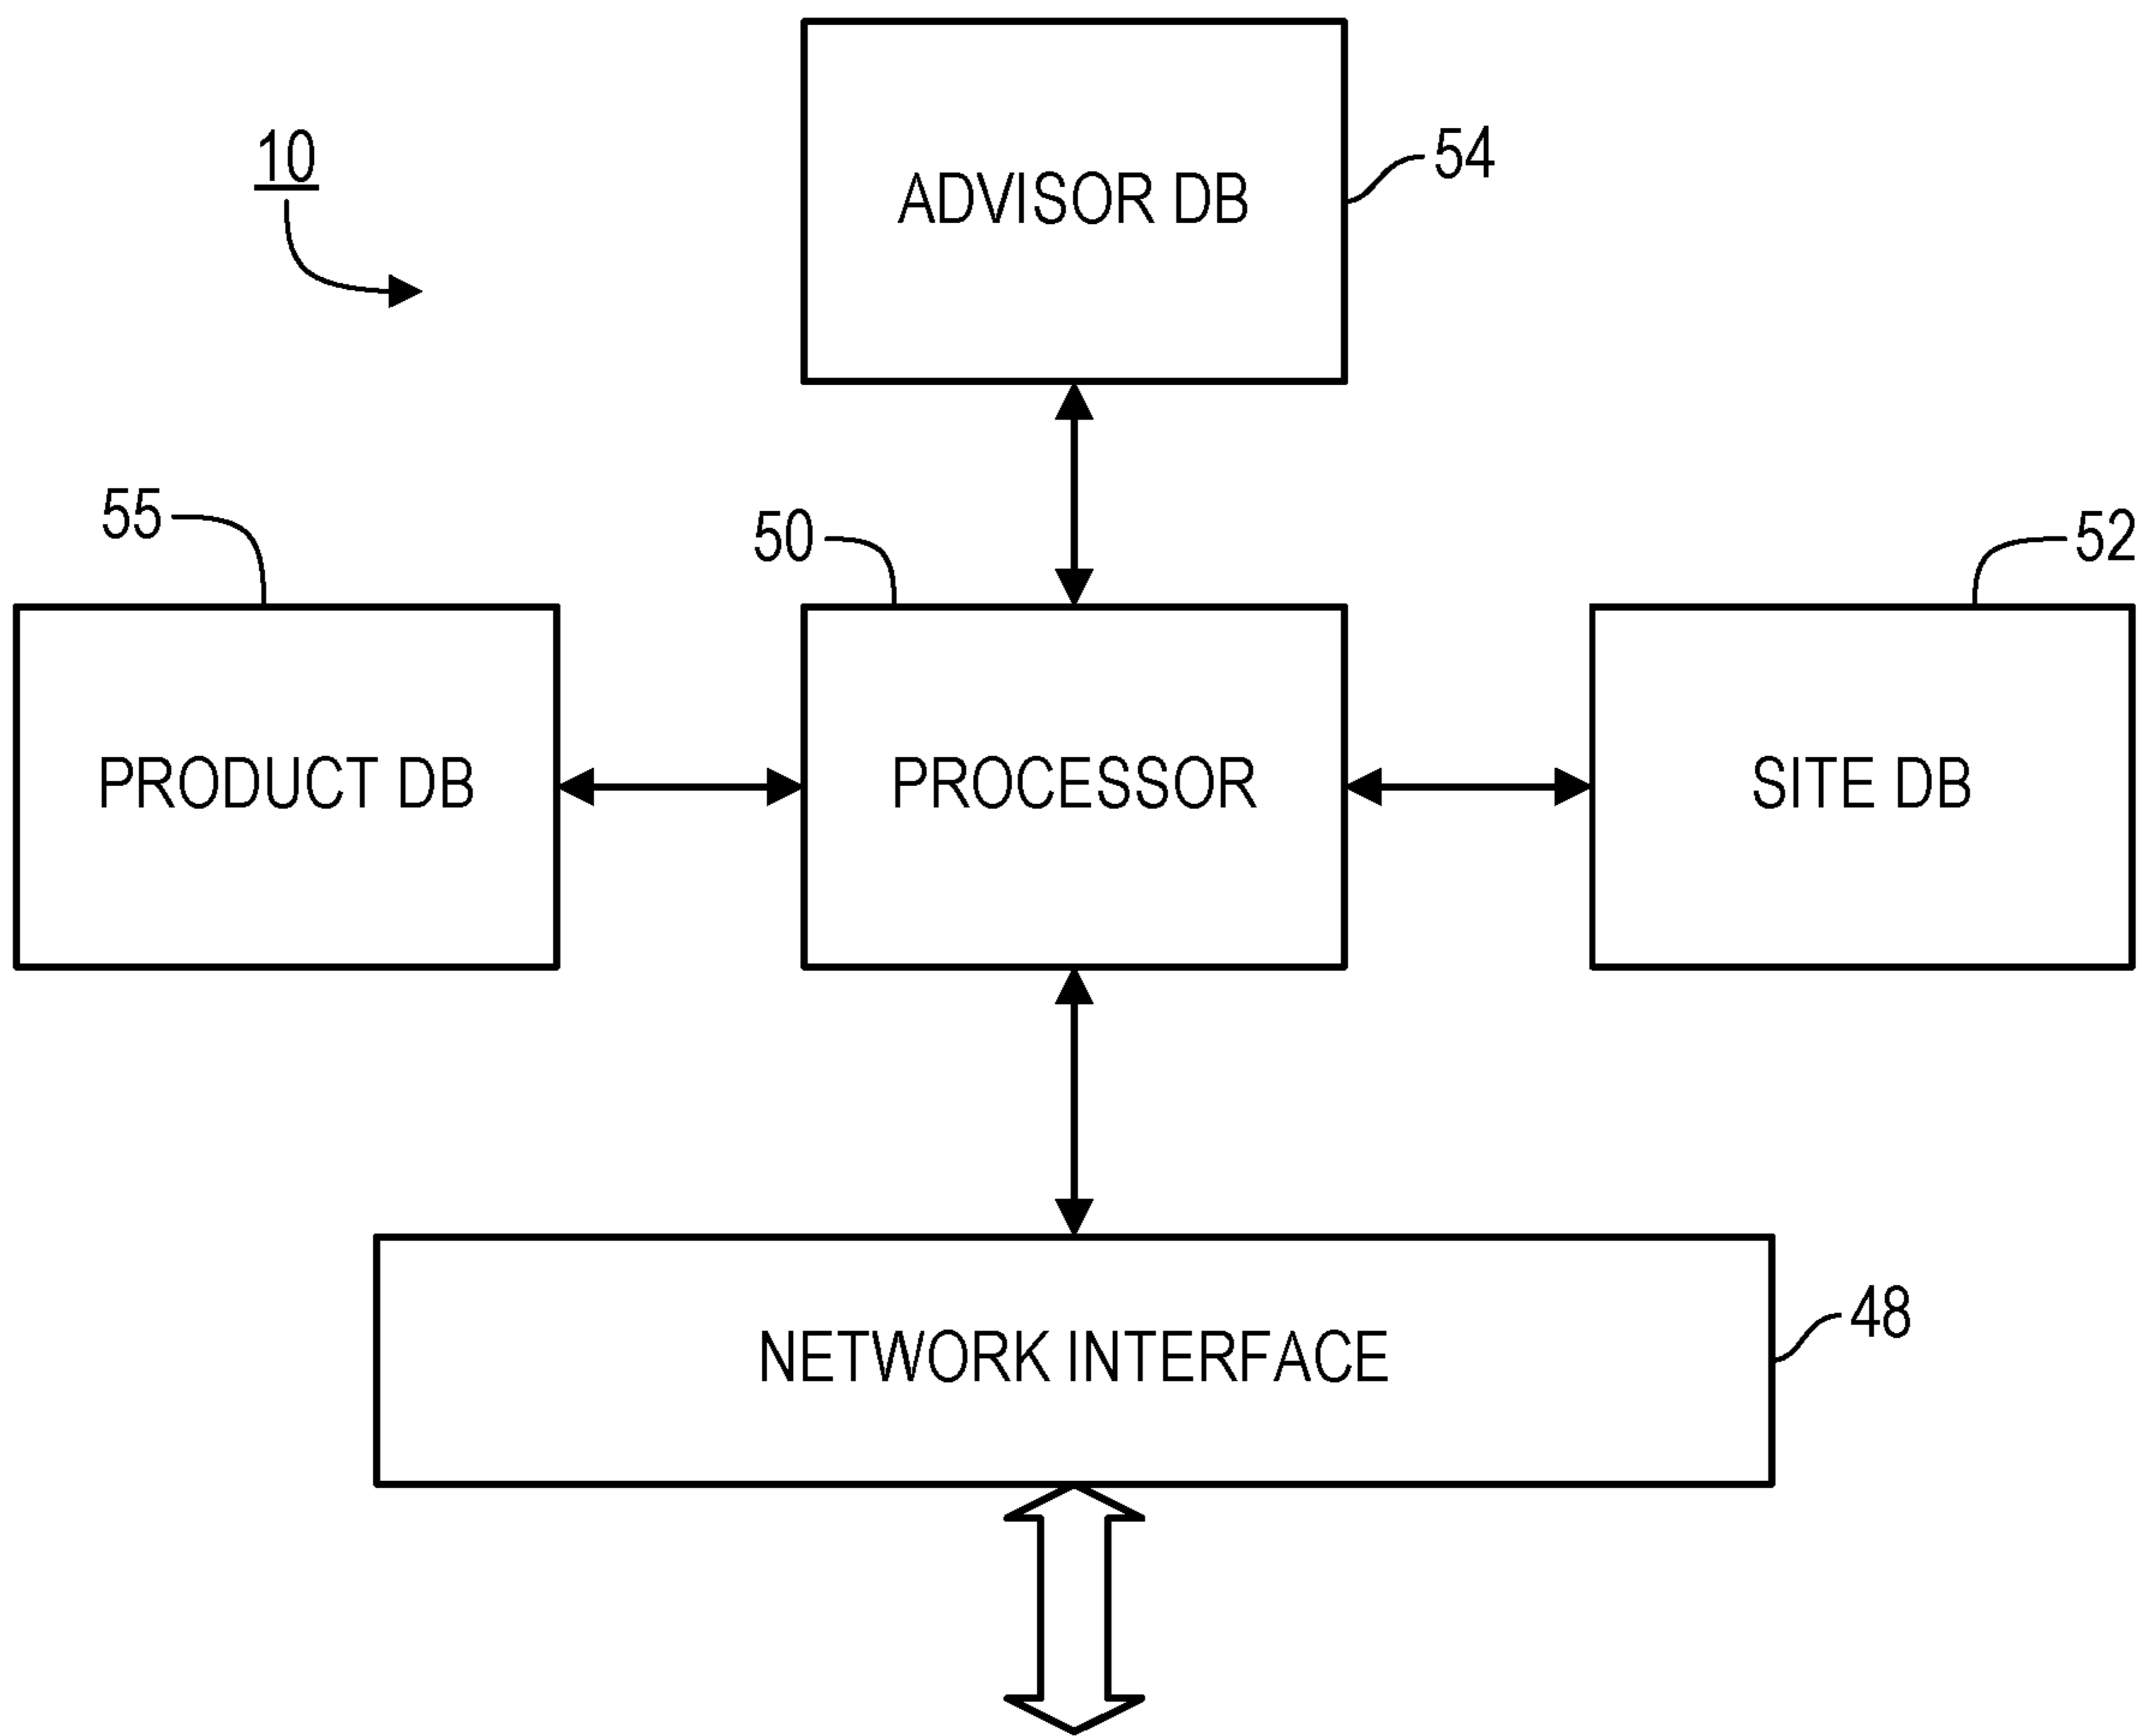 10
ADVISOR DB
54
55
50
52
PRODUCT DB
PROCESSOR
SITE DB
NETWORK INTERFACE
48